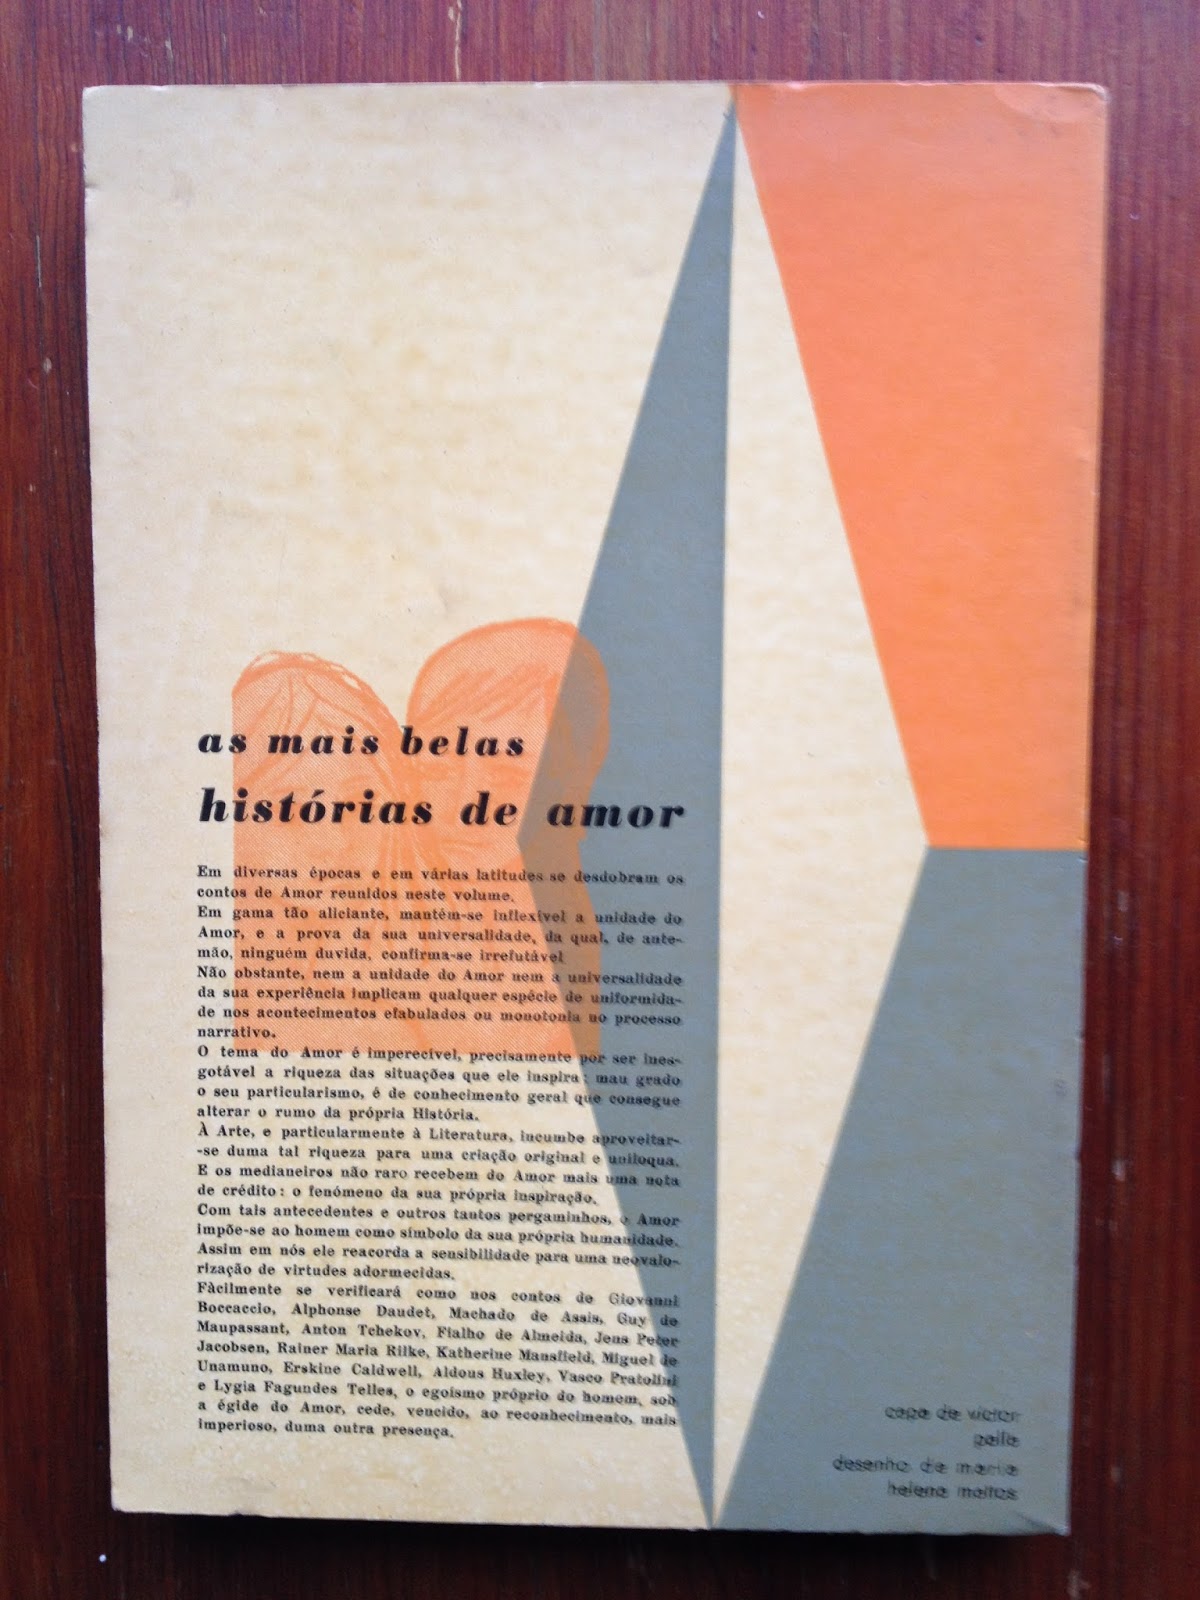 as mais belas
histórias de amor
Em diversas épocas e em várias latitudes se desdobram os
contos de Amor reunidos neste volume.
Em gama tão aliciante, mantém-se inflexível a unidade do
Amor, e a prova da sua universalidade, da qual, de ante-
mão, ninguém duvida, confirma-se irrefutável
Não obstante, nem a unidade do Amor nem a universalidade
da sua experiência implicam qualquer espécie de uniformida-
de nos acontecimentos efabulados ou monotonia no processo
narrativo.
O tema do Amor é imperecível, precisamente por ser ines-
gotável a riqueza das situações que ele inspira: mau grado
o seu particularismo, é de conhecimento geral que consegue
alterar o rumo da própria História.
À Arte, e particularmente à Literatura, incumbe aproveitar-
-se duma tal riqueza para uma criação original e uníloqua.
E os medianeiros não raro recebem do Amor mais uma nota
de crédito: o fenómeno da sua própria inspiração.
Com tais antecedentes e outros tantos pergaminhos, o Amor
impõe-se ao homem como símbolo da sua própria humanidade.
Assim em nós ele reacorda a sensibilidade para uma neovalo-
rização de virtudes adormecidas.
Fàcilmente se verificará como nos contos de Giovanni
Boccaccio, Alphonse Daudet, Machado de Assis, Guy de
Maupassant, Anton Tchekov, Fialho de Almeida, Jens Peter
Jacobsen, Rainer Maria Rilke, Katherine Mansfield, Miguel de
Unamuno, Erskine Caldwell, Aldous Huxley, Vasco Pratolini
e Lygia Fagundes Telles, o egoísmo próprio do homem, sob
a égide do Amor, cede, vencido, ao reconhecimento, mais
imperioso, duma outra presença.
capa de victor
palla
desenho de maria
helena mattos